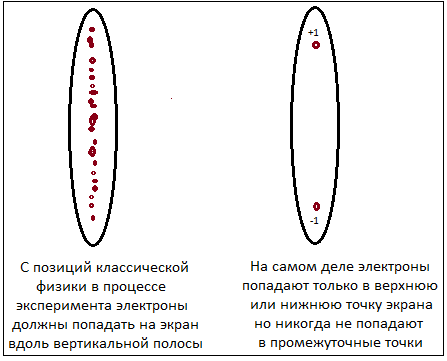 +1
-1
С позиций классической
физики в процессе
эксперимента электроны
должны попадать на экран
вдоль вертикальной полосы
На самом деле электроны
попадают только в верхнюю
или нижнюю точку экрана
но никогда не попадают
в промежуточные точки